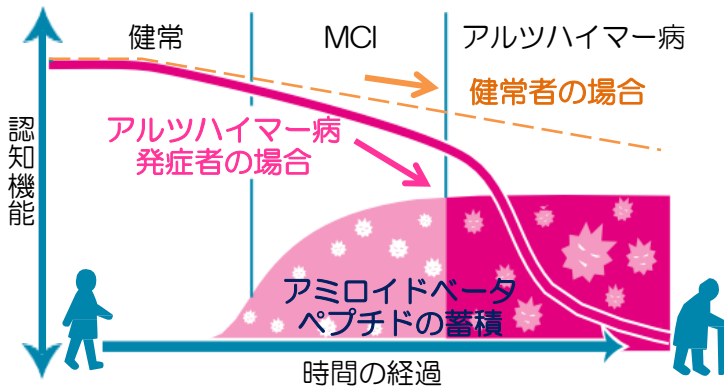 健常
MCI
アルツハイマー病
健常者の場合
アルツハイマー病
発症者の場合
認知機能
アミロイドベータ
ペプチドの蓄積
時間の経過